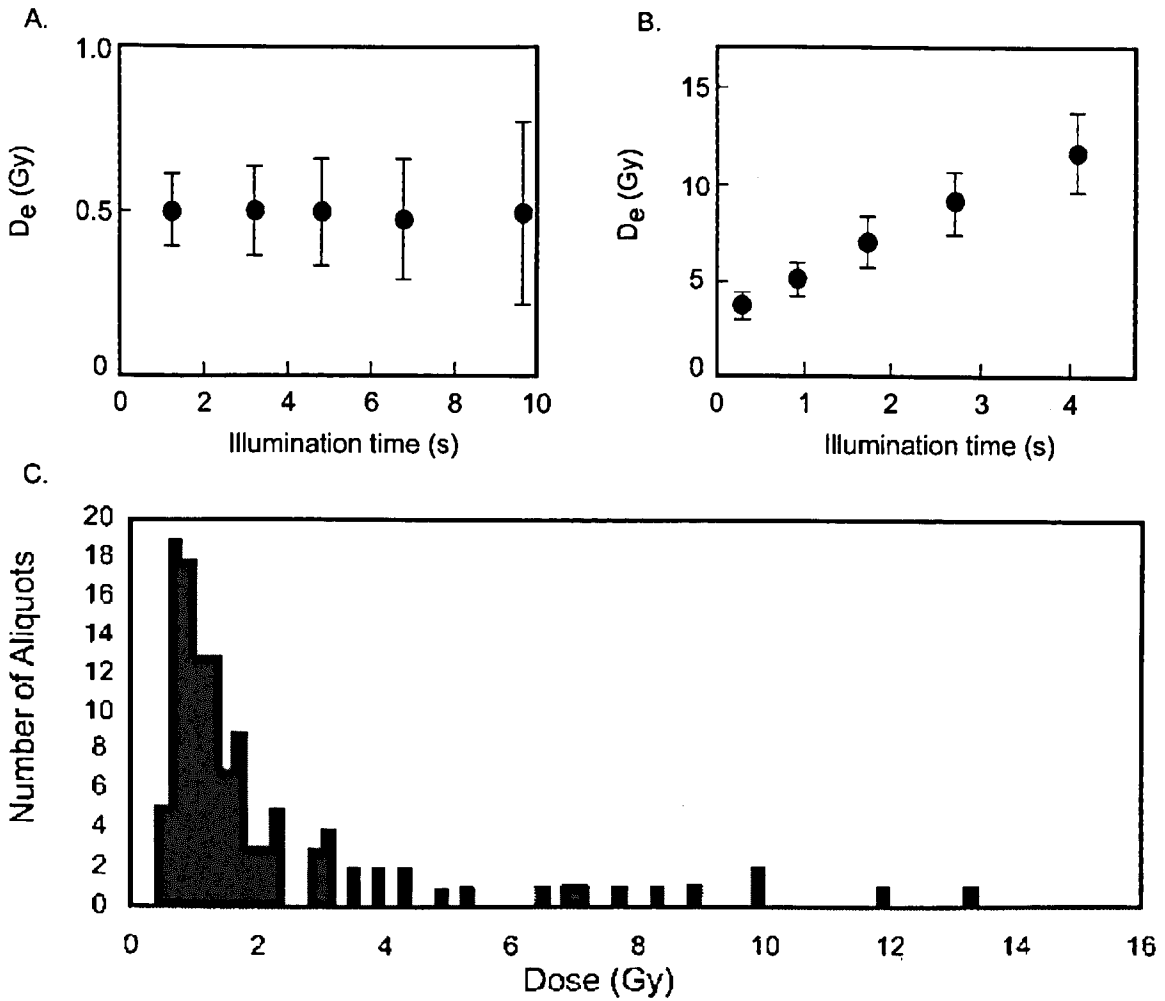 A.
1.0
0.5
0
De (Gy)
0 2 4 6 8 10
Illumination time (s)
B.
15
10
5
0
De (Gy)
0 1 2 3 4
Illumination time (s)
C.
20
18
16
14
12
10
8
6
4
2
0
Number of Aliquots
0 2 4 6 8 10 12 14 16
Dose (Gy)